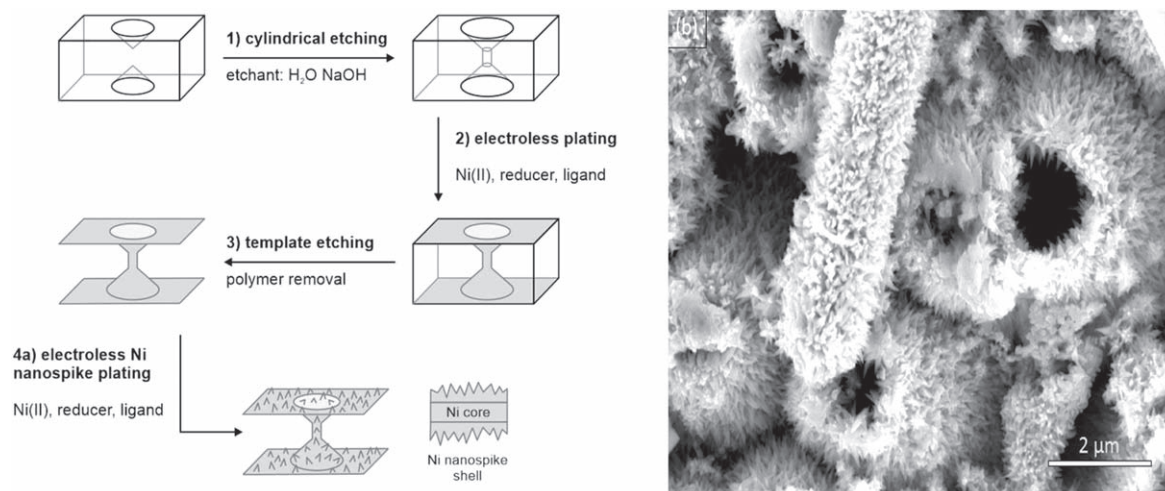 1) cylindrical etching
etchant: H₂O NaOH
2) electroless plating
Ni(II), reducer, ligand
3) template etching
polymer removal
4a) electroless Ni
nanospike plating
Ni(II), reducer, ligand
Ni core
Ni nanospike
shell
(b)
2 μm